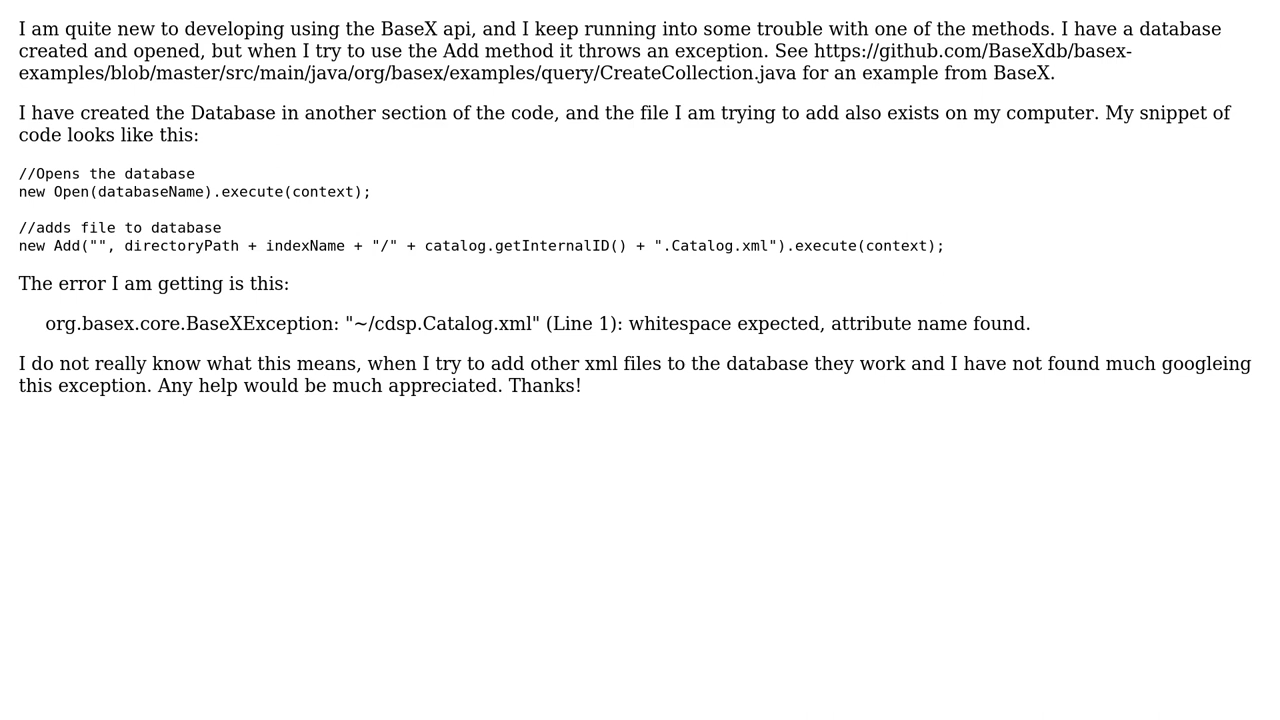 I am quite new to developing using the BaseX api, and I keep running into some trouble with one of the methods. I have a database
created and opened, but when I try to use the Add method it throws an exception. See https://github.com/BaseXdb/basex-
examples/blob/master/src/main/java/org/basex/examples/query/CreateCollection.java for an example from BaseX.
I have created the Database in another section of the code, and the file I am trying to add also exists on my computer. My snippet of
code looks like this:
//Opens the database
new Open(databaseName).execute(context);
//adds file to database
new Add("", directoryPath + indexName + "/" + catalog.getInternalID() + ".Catalog.xml").execute(context);
The error I am getting is this:
org.basex.core.BaseXException: "~/cdsp.Catalog.xml" (Line 1): whitespace expected, attribute name found.
I do not really know what this means, when I try to add other xml files to the database they work and I have not found much googleing
this exception. Any help would be much appreciated. Thanks!